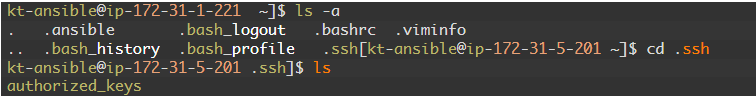 kt-ansible@ip-172-31-1-221 ~]$ ls -a
. .ansible .bash_logout .bashrc .viminfo
.. .bash_history .bash_profile .ssh[kt-ansible@ip-172-31-5-201 ~]$ cd .ssh
kt-ansible@ip-172-31-5-201 .ssh]$ ls
authorized_keys